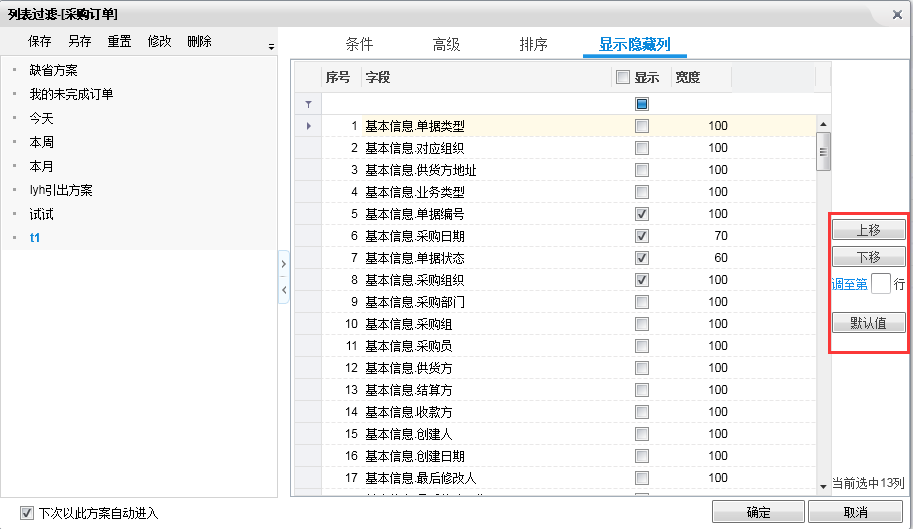 列表过滤-[采购订单]
保存 另存 重置 修改 删除
缺省方案
我的未完成订单
今天
本周
本月
lyh引出方案
试试
t1
条件 高级 排序 显示隐藏列
序号 字段 显示 宽度
1 基本信息.单据类型 100
2 基本信息.对应组织 100
3 基本信息.供货方地址 100
4 基本信息.业务类型 100
5 基本信息.单据编号 100
6 基本信息.采购日期 70
7 基本信息.单据状态 60
8 基本信息.采购组织 100
9 基本信息.采购部门 100
10 基本信息.采购组 100
11 基本信息.采购员 100
12 基本信息.供货方 100
13 基本信息.结算方 100
14 基本信息.收款方 100
15 基本信息.创建人 100
16 基本信息.创建日期 100
17 基本信息.最后修改人 100
上移
下移
调至第 行
默认值
当前选中13列
下次以此方案自动进入
确定 取消